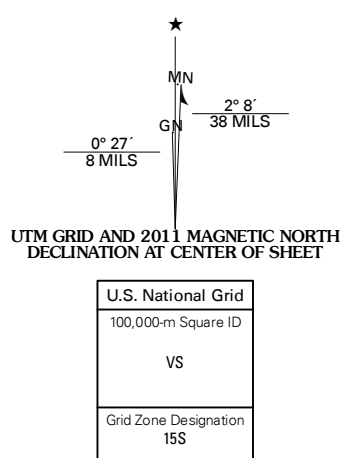 ★
MN
GN
2° 8´
38 MILS
0° 27´
8 MILS
UTM GRID AND 2011 MAGNETIC NORTH
DECLINATION AT CENTER OF SHEET
U.S. National Grid
100,000-m Square ID
VS
Grid Zone Designation
15S